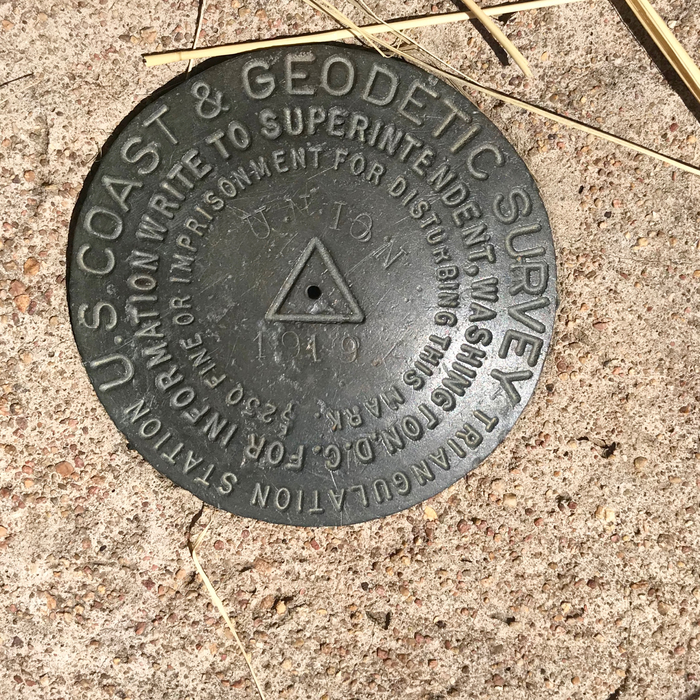 U.S COAST & GEODETIC SURVEY
TRIANGULATION STATION
FOR INFORMATION WRITE TO SUPERINTENDENT, WASHINGTON, D.C.
$250 FINE OR IMPRISONMENT FOR DISTURBING THIS MARK.
UNION
1919